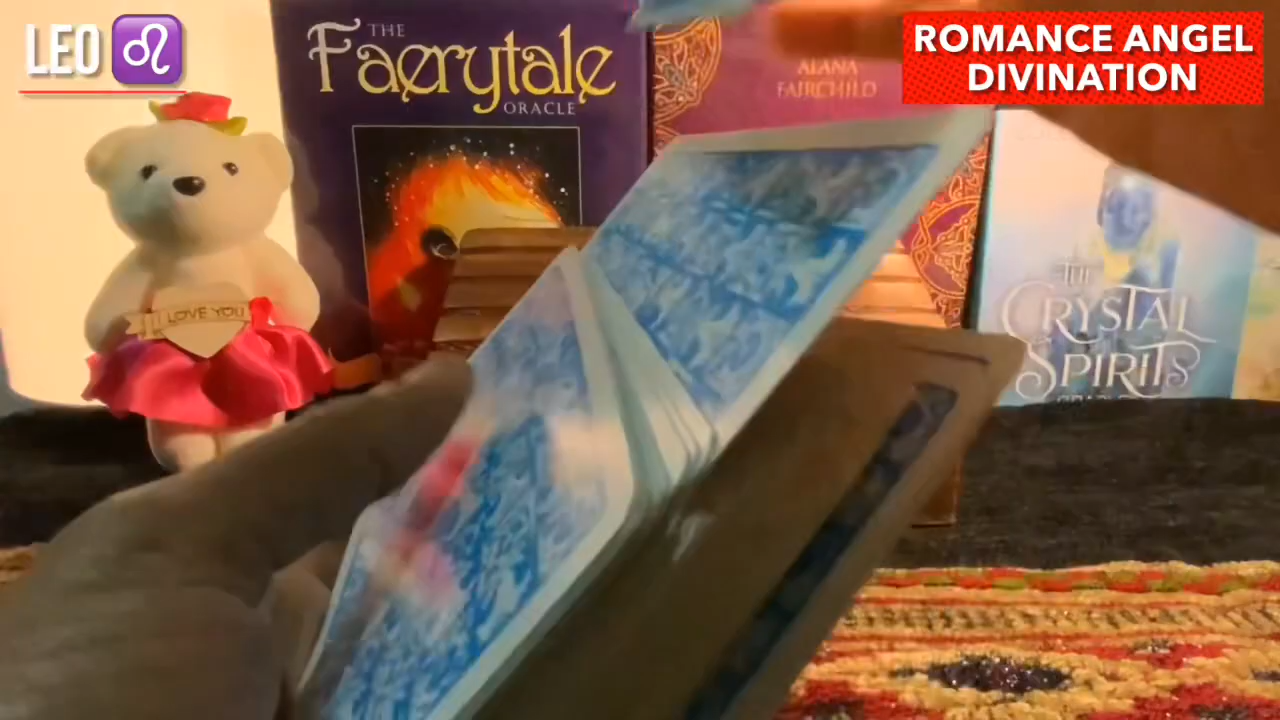 LEO ♌
ROMANCE ANGEL
DIVINATION
THE
Faerytale
ORACLE
ALANA
FAIRCHILD
I LOVE YOU
THE
CRYSTAL
SPIRITS